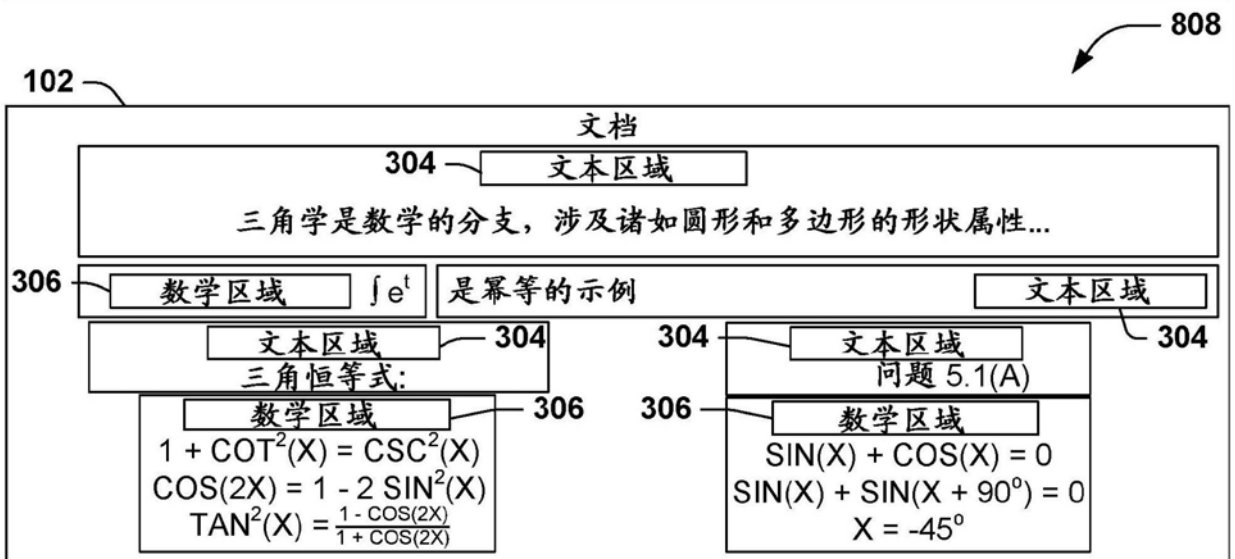 808
102
文档
304
文本区域
三角学是数学的分支，涉及诸如圆形和多边形的形状属性...
306
数学区域
∫e^t
是幂等的示例
文本区域
304
文本区域
304
三角恒等式:
304
文本区域
问题 5.1(A)
数学区域
306
1 + COT²(X) = CSC²(X)
COS(2X) = 1 - 2 SIN²(X)
TAN²(X) = (1 - COS(2X))/(1 + COS(2X))
306
数学区域
SIN(X) + COS(X) = 0
SIN(X) + SIN(X + 90°) = 0
X = -45°